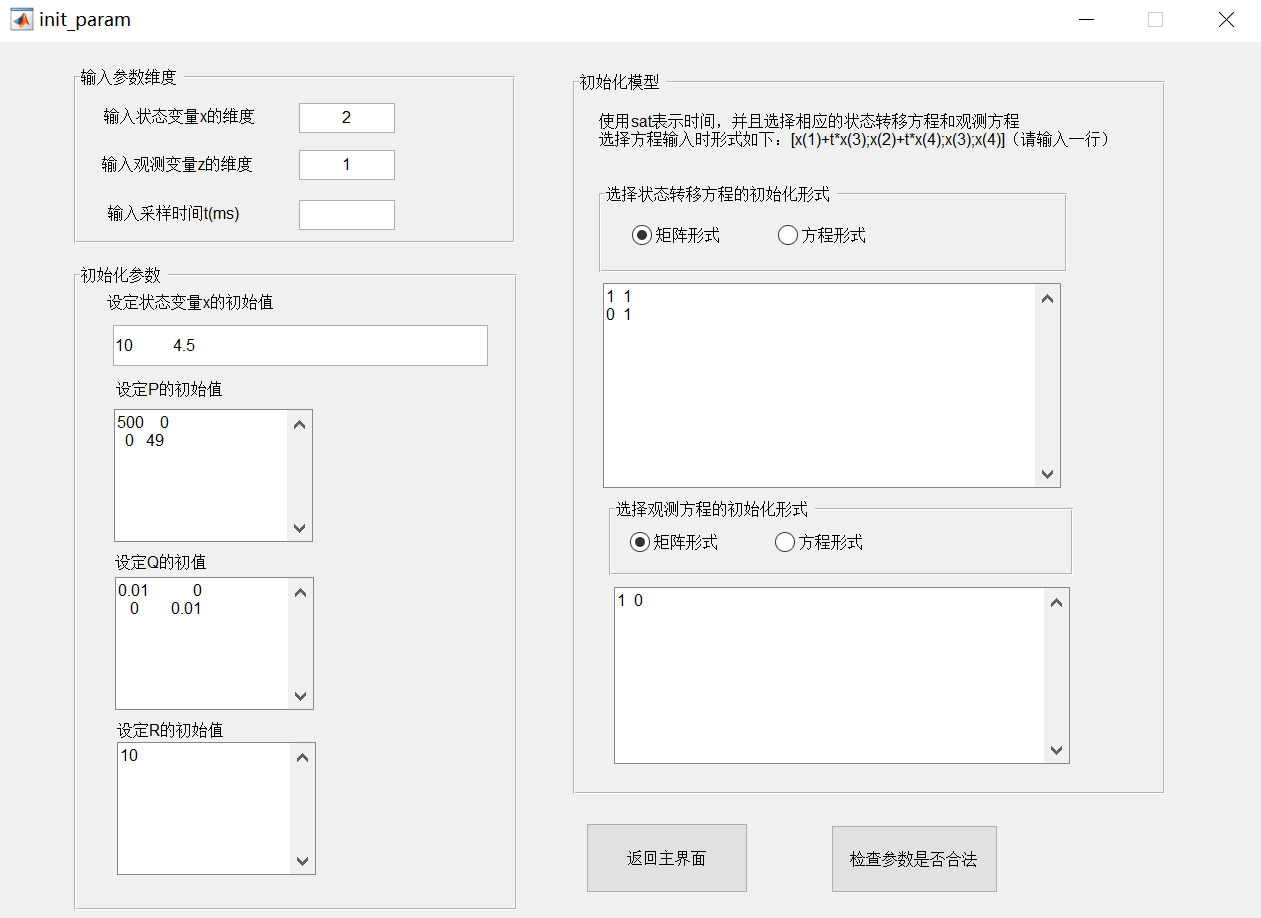 init_param
输入参数维度
输入状态变量x的维度
2
输入观测变量z的维度
1
输入采样时间t(ms)
初始化参数
设定状态变量x的初始值
10 4.5
设定P的初始值
500 0
0 49
设定Q的初值
0.01 0
0 0.01
设定R的初始值
10
初始化模型
使用sat表示时间，并且选择相应的状态转移方程和观测方程
选择方程输入时形式如下：[x(1)+t*x(3);x(2)+t*x(4);x(3);x(4)]（请输入一行）
选择状态转移方程的初始化形式
矩阵形式
方程形式
1 1
0 1
选择观测方程的初始化形式
矩阵形式
方程形式
1 0
返回主界面
检查参数是否合法